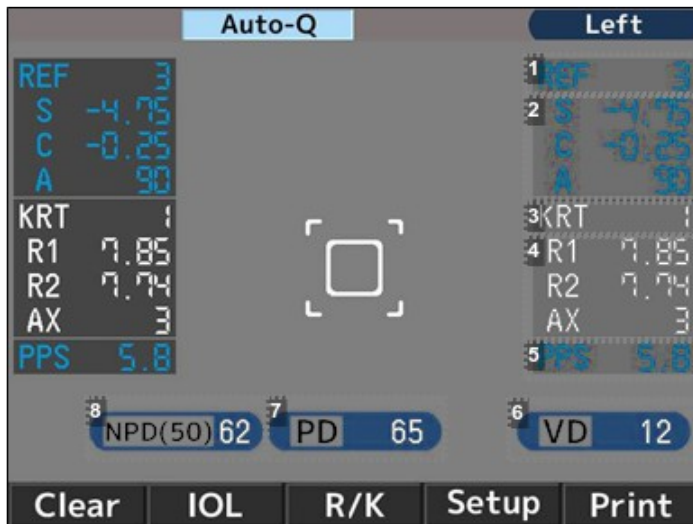 Auto-Q Left
REF 3 1 REF 3
S -4.75 2 S -4.75
C -0.25 C -0.25
A 90 A 90
KRT 1 3 KRT 1
R1 7.85 4 R1 7.85
R2 7.74 R2 7.74
AX 3 AX 3
PPS 5.8 5 PPS 5.8
8 NPD(50) 62 7 PD 65 6 VD 12
Clear IOL R/K Setup Print